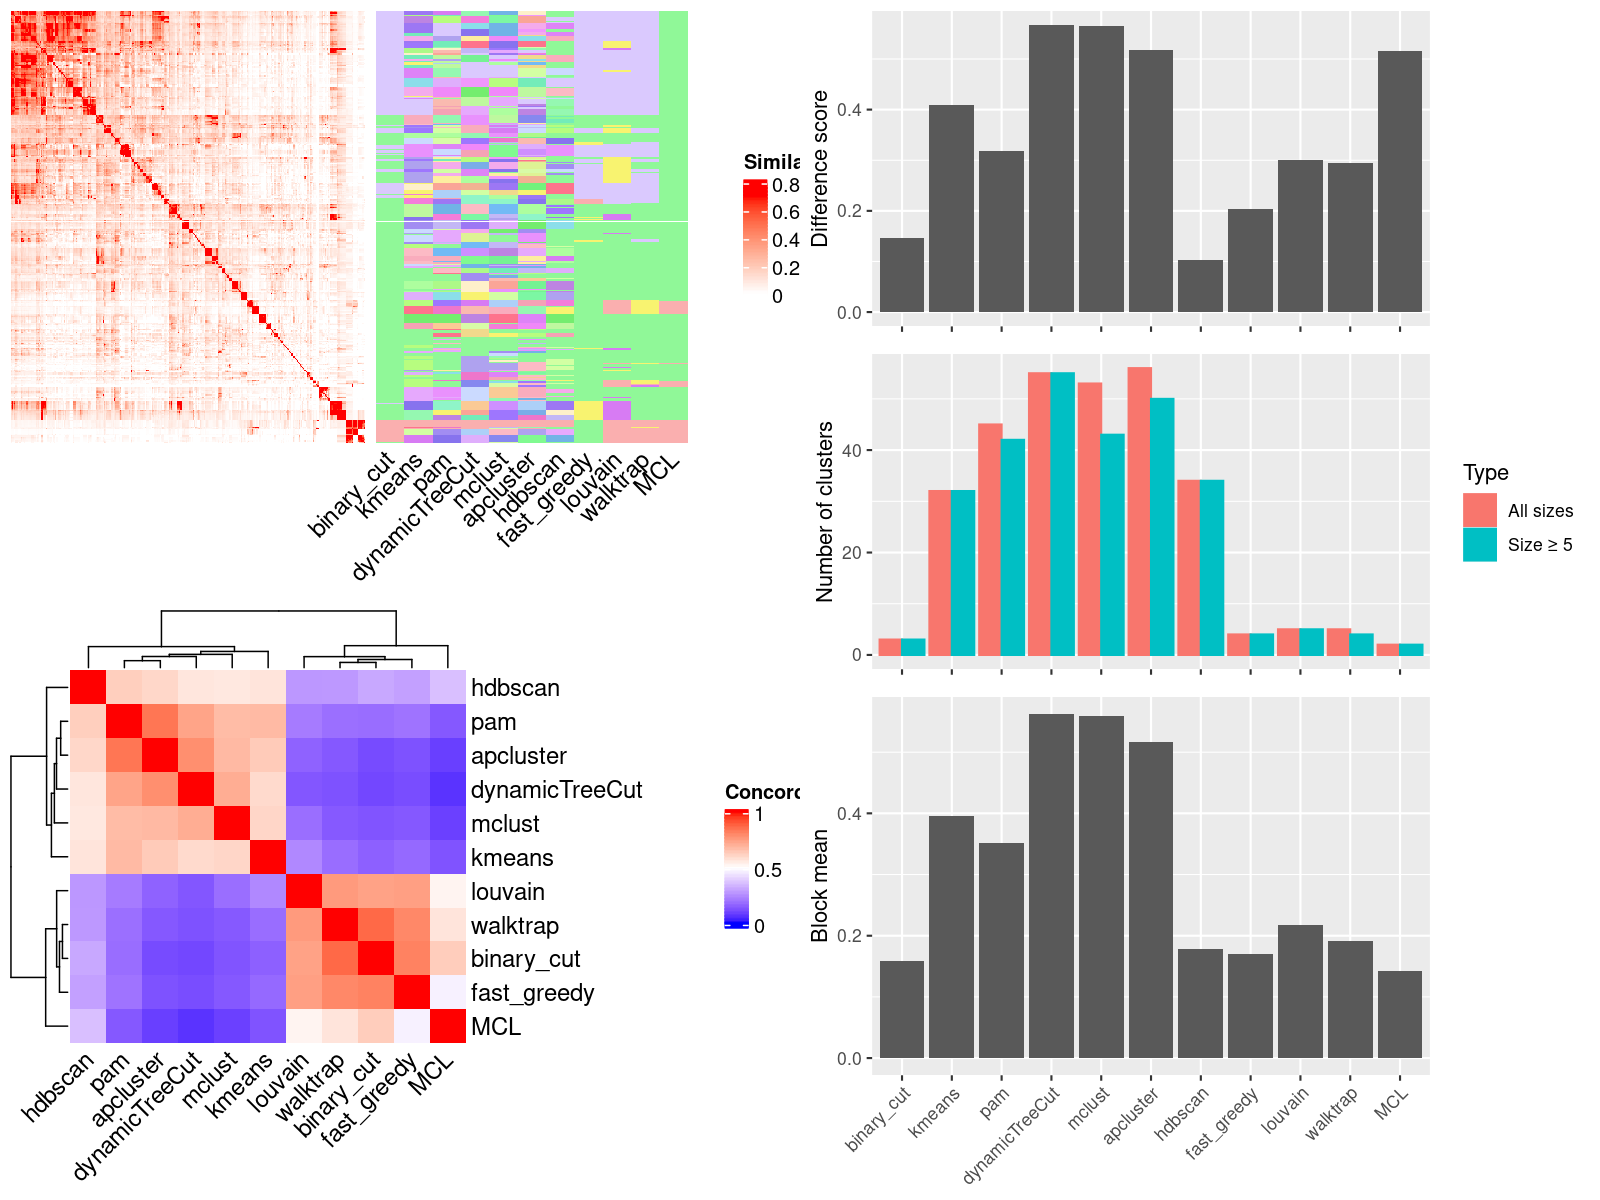 Simila
0.8
0.6
0.4
0.2
0
binary_cut
kmeans
pam
dynamicTreeCut
mclust
apcluster
hdbscan
fast_greedy
louvain
walktrap
MCL
hdbscan
pam
apcluster
dynamicTreeCut
mclust
kmeans
louvain
walktrap
binary_cut
fast_greedy
MCL
hdbscan
pam
apcluster
dynamicTreeCut
mclust
kmeans
louvain
walktrap
binary_cut
fast_greedy
MCL
Concord
1
0.5
0
Difference score
0.4
0.2
0.0
Number of clusters
40
20
0
Type
All sizes
Size ≥ 5
Block mean
0.4
0.2
0.0
binary_cut
kmeans
pam
dynamicTreeCut
mclust
apcluster
hdbscan
fast_greedy
louvain
walktrap
MCL